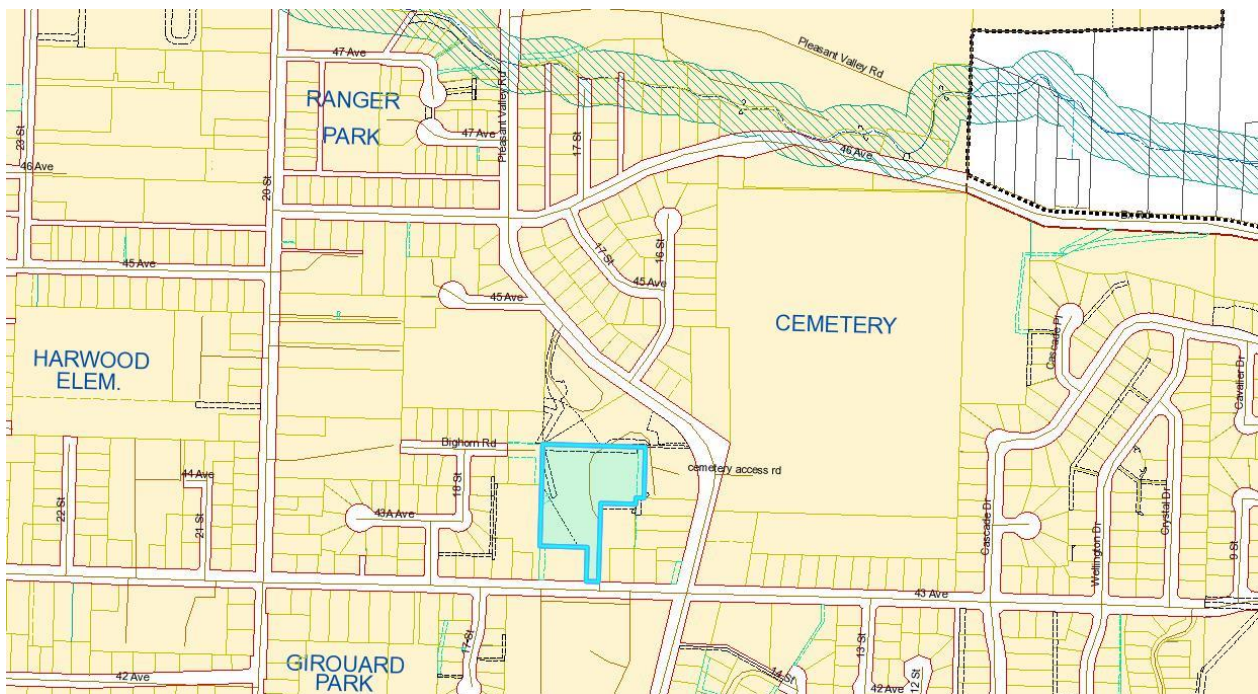 Pleasant Valley Rd
47 Ave
RANGER
PARK
Pleasant Valley Rd
47 Ave
17 St
23 St
46 Ave
20 St
46 Ave
17 St
16 St
45 Ave
45 Ave
45 Ave
CEMETERY
HARWOOD
ELEM.
Cascade Pl
Cavalier Dr
Bighorn Rd
cemetery access rd
44 Ave
18 St
22 St
21 St
43A Ave
Cascade Dr
Wellington Dr
Crystal Dr
9 St
43 Ave
17 St
13 St
GIROUARD
PARK
14 St
12 St
42 Ave
42 Ave